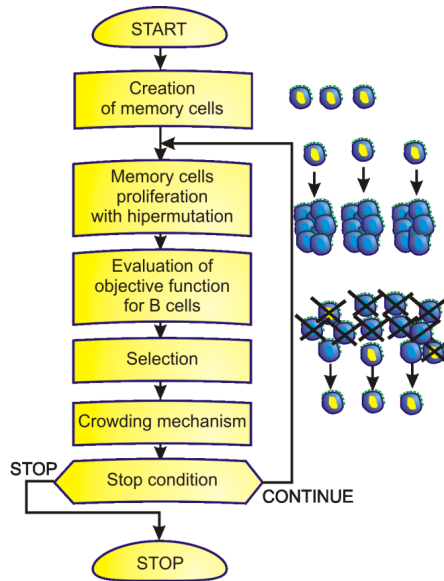 START
Creation
of memory cells
Memory cells
proliferation
with hipermutation
Evaluation of
objective function
for B cells
Selection
Crowding mechanism
STOP
Stop condition
CONTINUE
STOP